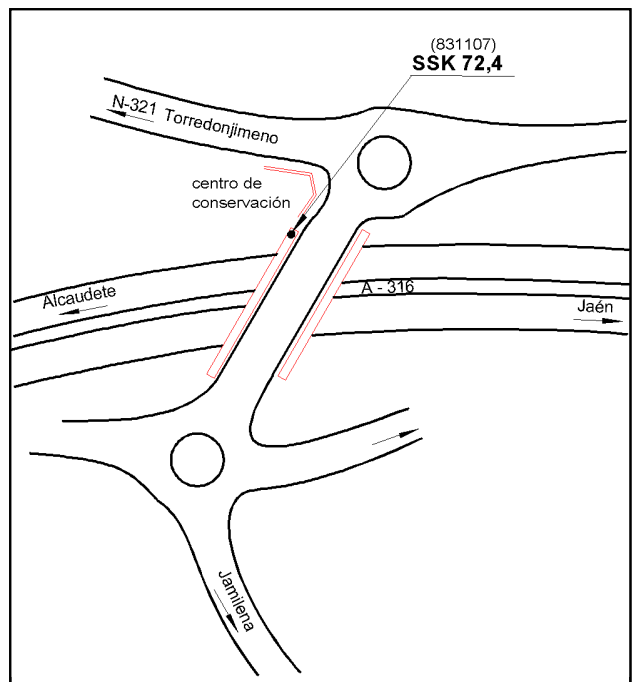 (831107)
SSK 72,4
N-321 Torredonjimeno
centro de
conservación
Alcaudete
A - 316
Jaén
Jamilena